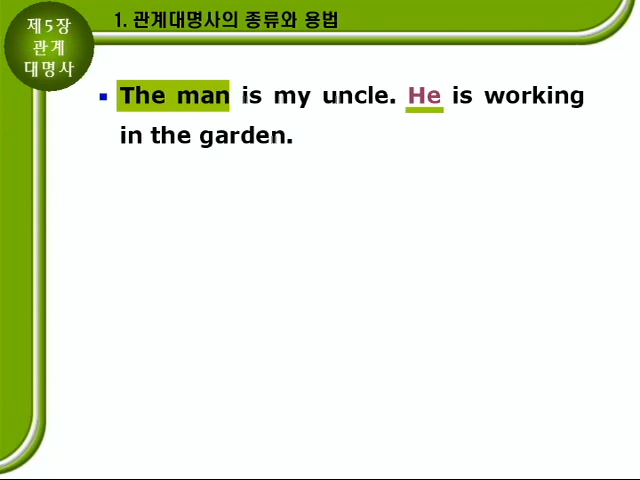 제5장
관계
대명사
1. 관계대명사의 종류와 용법
The man is my uncle. He is working
in the garden.